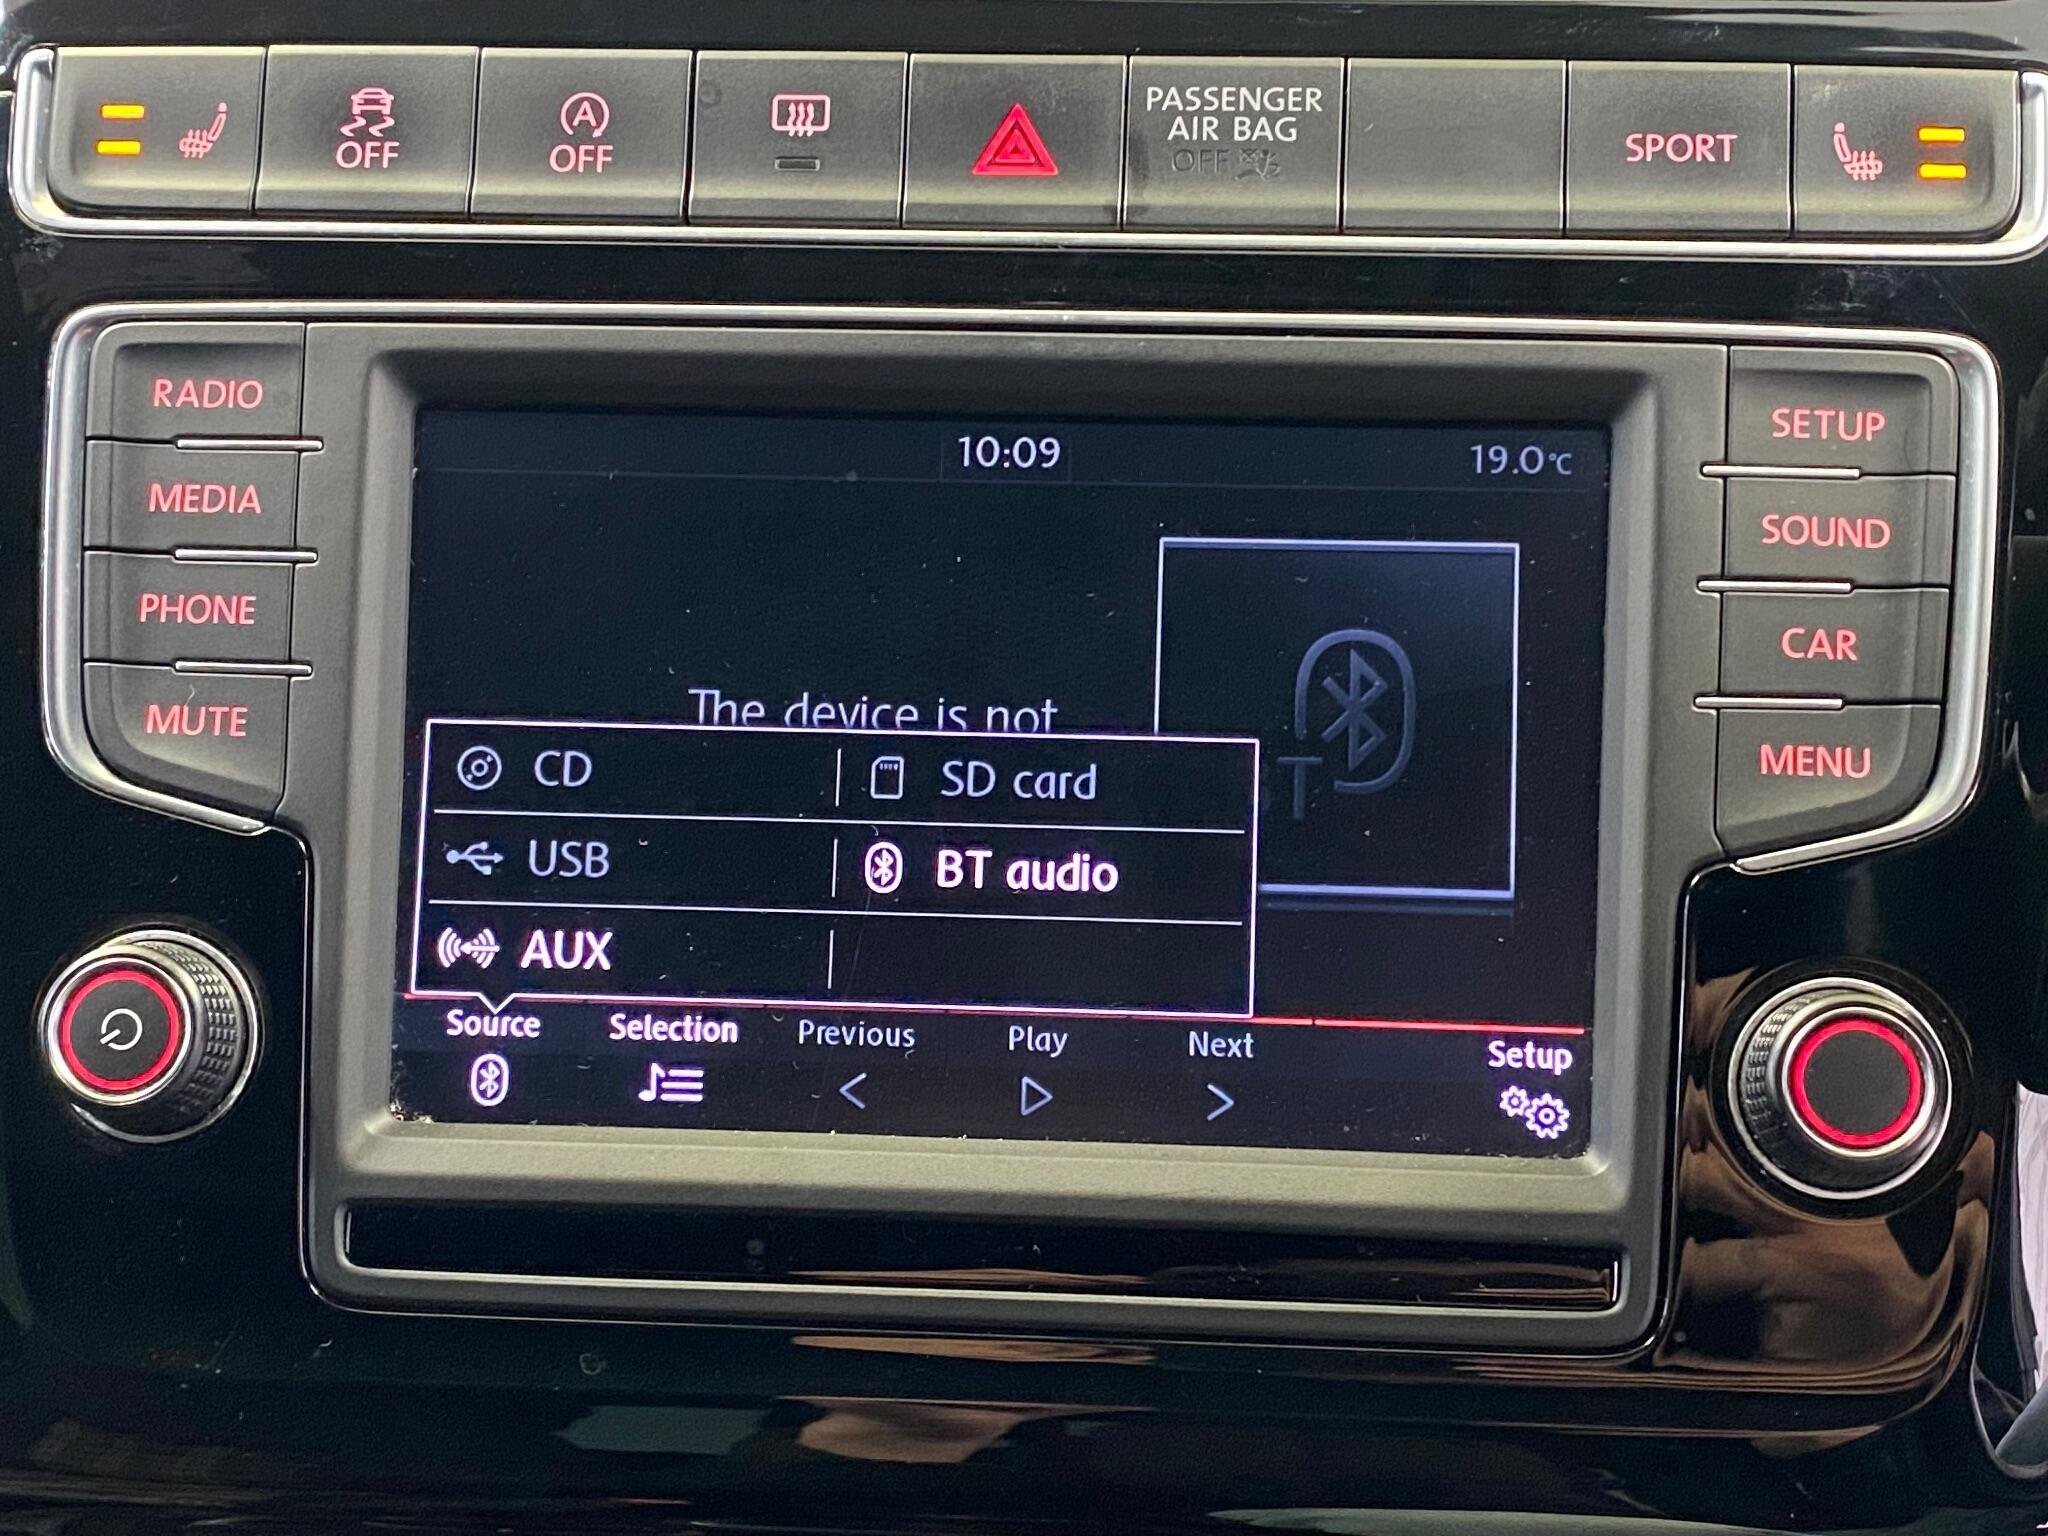 OFF
A
OFF
PASSENGER
AIR BAG
OFF
SPORT
RADIO
MEDIA
PHONE
MUTE
10:09
19.0°C
The device is not
T
CD
SD card
USB
BT audio
AUX
Source
Selection
Previous
Play
Next
Setup
SETUP
SOUND
CAR
MENU